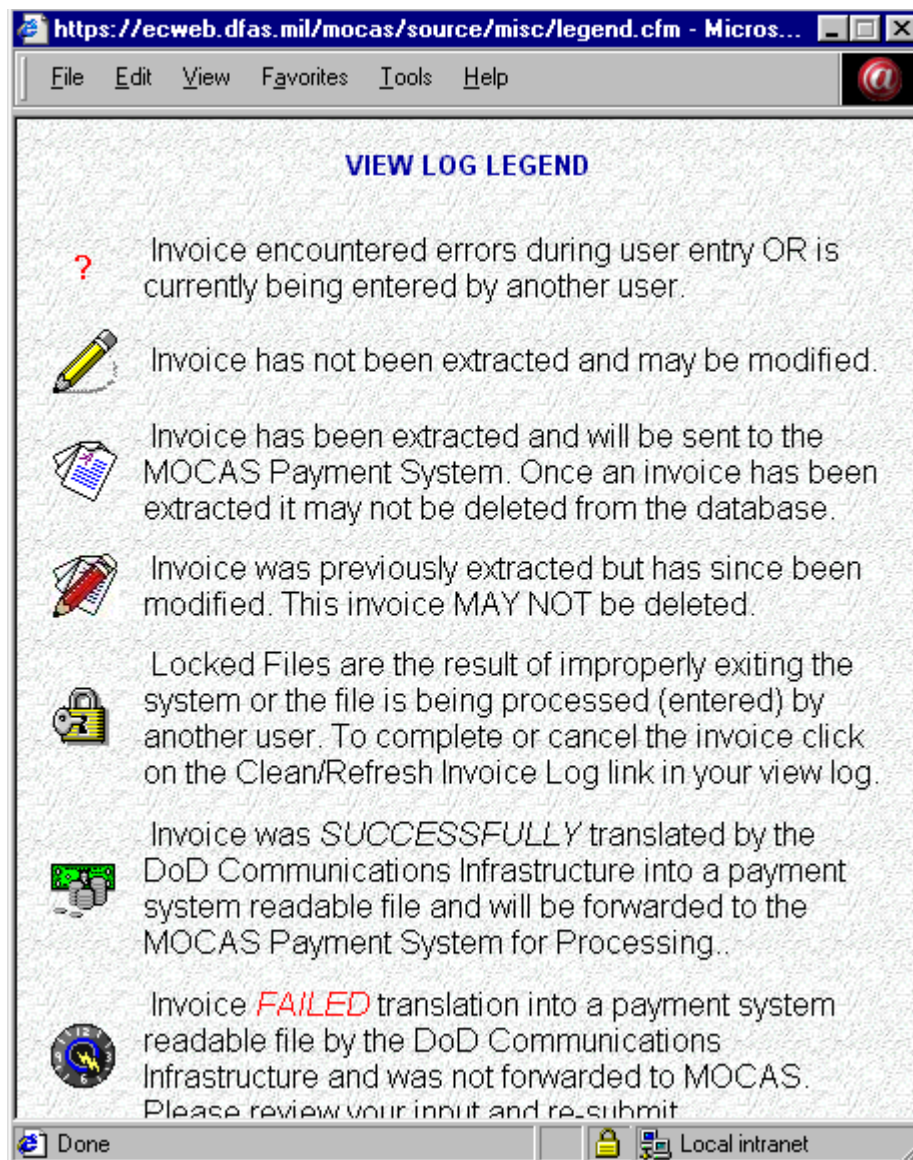 https://ecweb.dfas.mil/mocas/source/misc/legend.cfm - Micros...
File Edit View Favorites Tools Help
VIEW LOG LEGEND
? Invoice encountered errors during user entry OR is
currently being entered by another user.
Invoice has not been extracted and may be modified.
Invoice has been extracted and will be sent to the
MOCAS Payment System. Once an invoice has been
extracted it may not be deleted from the database.
Invoice was previously extracted but has since been
modified. This invoice MAY NOT be deleted.
Locked Files are the result of improperly exiting the
system or the file is being processed (entered) by
another user. To complete or cancel the invoice click
on the Clean/Refresh Invoice Log link in your view log.
Invoice was SUCCESSFULLY translated by the
DoD Communications Infrastructure into a payment
system readable file and will be forwarded to the
MOCAS Payment System for Processing..
Invoice FAILED translation into a payment system
readable file by the DoD Communications
Infrastructure and was not forwarded to MOCAS.
Please review your input and re-submit
Done Local intranet